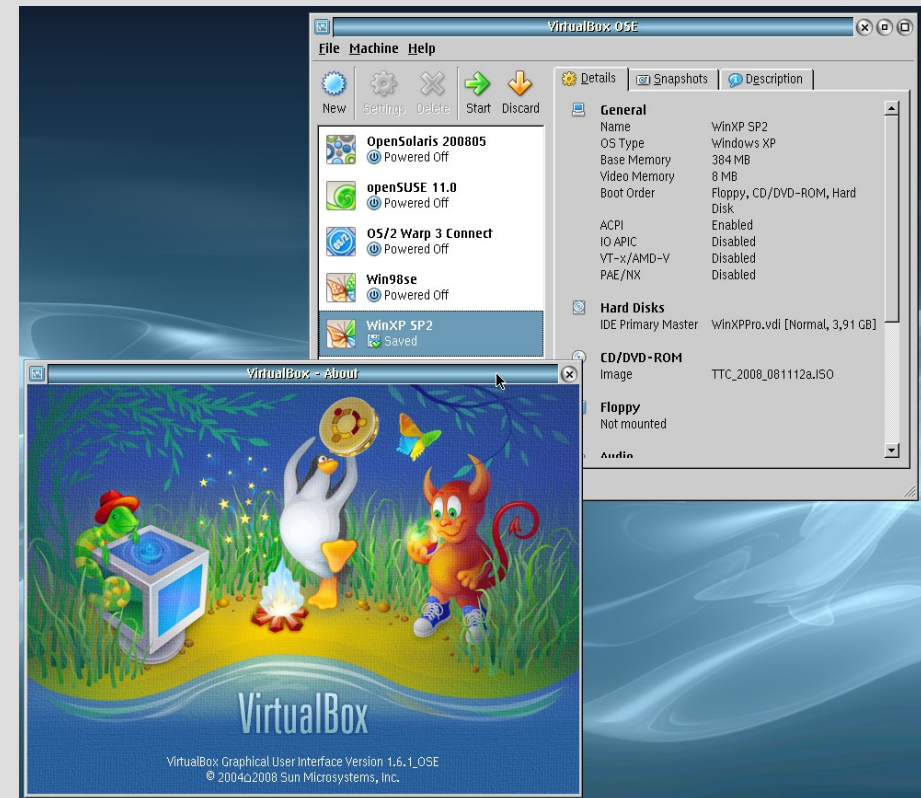 VirtualBox OSE
File Machine Help
New Settings Delete Start Discard
Details Snapshots Description
OpenSolaris 200805
Powered Off
openSUSE 11.0
Powered Off
OS/2 Warp 3 Connect
Powered Off
Win98se
Powered Off
WinXP SP2
Saved
General
Name WinXP SP2
OS Type Windows XP
Base Memory 384 MB
Video Memory 8 MB
Boot Order Floppy, CD/DVD-ROM, Hard
Disk
ACPI Enabled
IO APIC Disabled
VT-x/AMD-V Disabled
PAE/NX Disabled
Hard Disks
IDE Primary Master WinXPPro.vdi [Normal, 3,91 GB]
CD/DVD-ROM
Image TTC_2008_081112a.ISO
Floppy
Not mounted
Audio
VirtualBox - About
OS/2
VirtualBox
VirtualBox Graphical User Interface Version 1.6.1_OSE
© 2004△2008 Sun Microsystems, Inc.